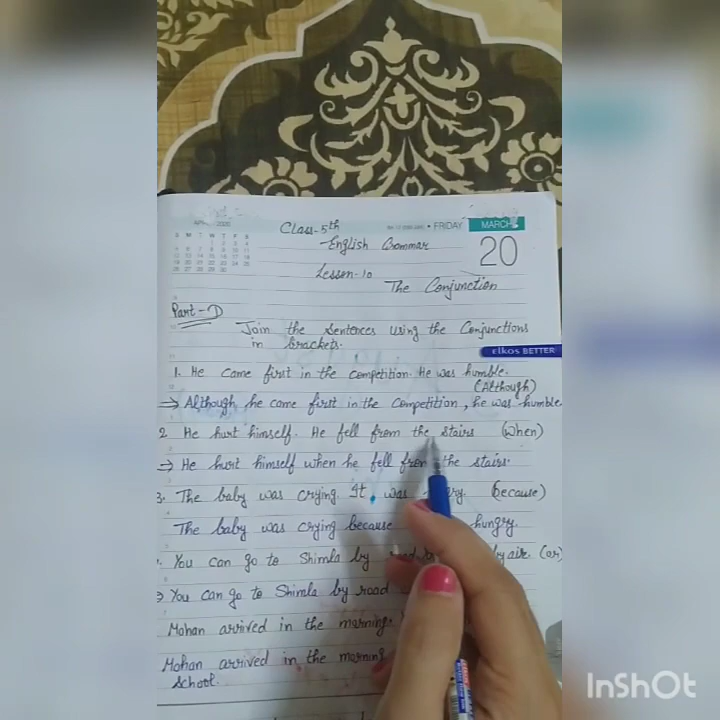 Class-5th
FRIDAY
MARCH
English Grammar
20
Lesson-10
The Conjunction
Part-D
Join the sentences using the Conjunctions
in brackets.
elkos BETTER
1. He came first in the competition. He was humble.
(Although)
⇒ Although he came first in the Competition, he was humble.
2 He hurt himself. He fell from the stairs (when)
⇒ He hurt himself when he fell from the stairs.
3. The baby was crying. It was (because)
The baby was crying because hungry.
You can go to Shimla by road. by air. (or)
⇒ You can go to Shimla by road
Mohan arrived in the morning.
Mohan arrived in the morning
School.
InShOt